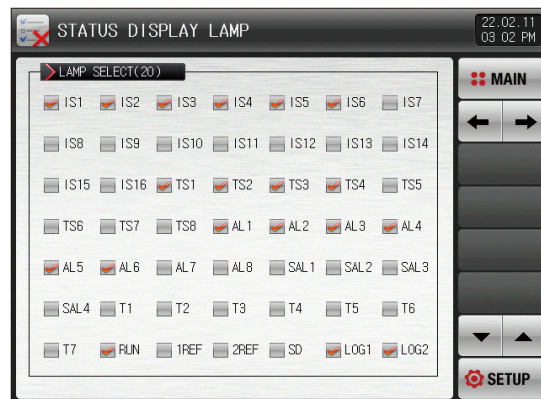 STATUS DISPLAY LAMP
22.02.11
03 02 PM
LAMP SELECT(20)
IS1 IS2 IS3 IS4 IS5 IS6 IS7
IS8 IS9 IS10 IS11 IS12 IS13 IS14
IS15 IS16 TS1 TS2 TS3 TS4 TS5
TS6 TS7 TS8 AL1 AL2 AL3 AL4
AL5 AL6 AL7 AL8 SAL1 SAL2 SAL3
SAL4 T1 T2 T3 T4 T5 T6
T7 RUN 1REF 2REF SD LOG1 LOG2
MAIN
SETUP